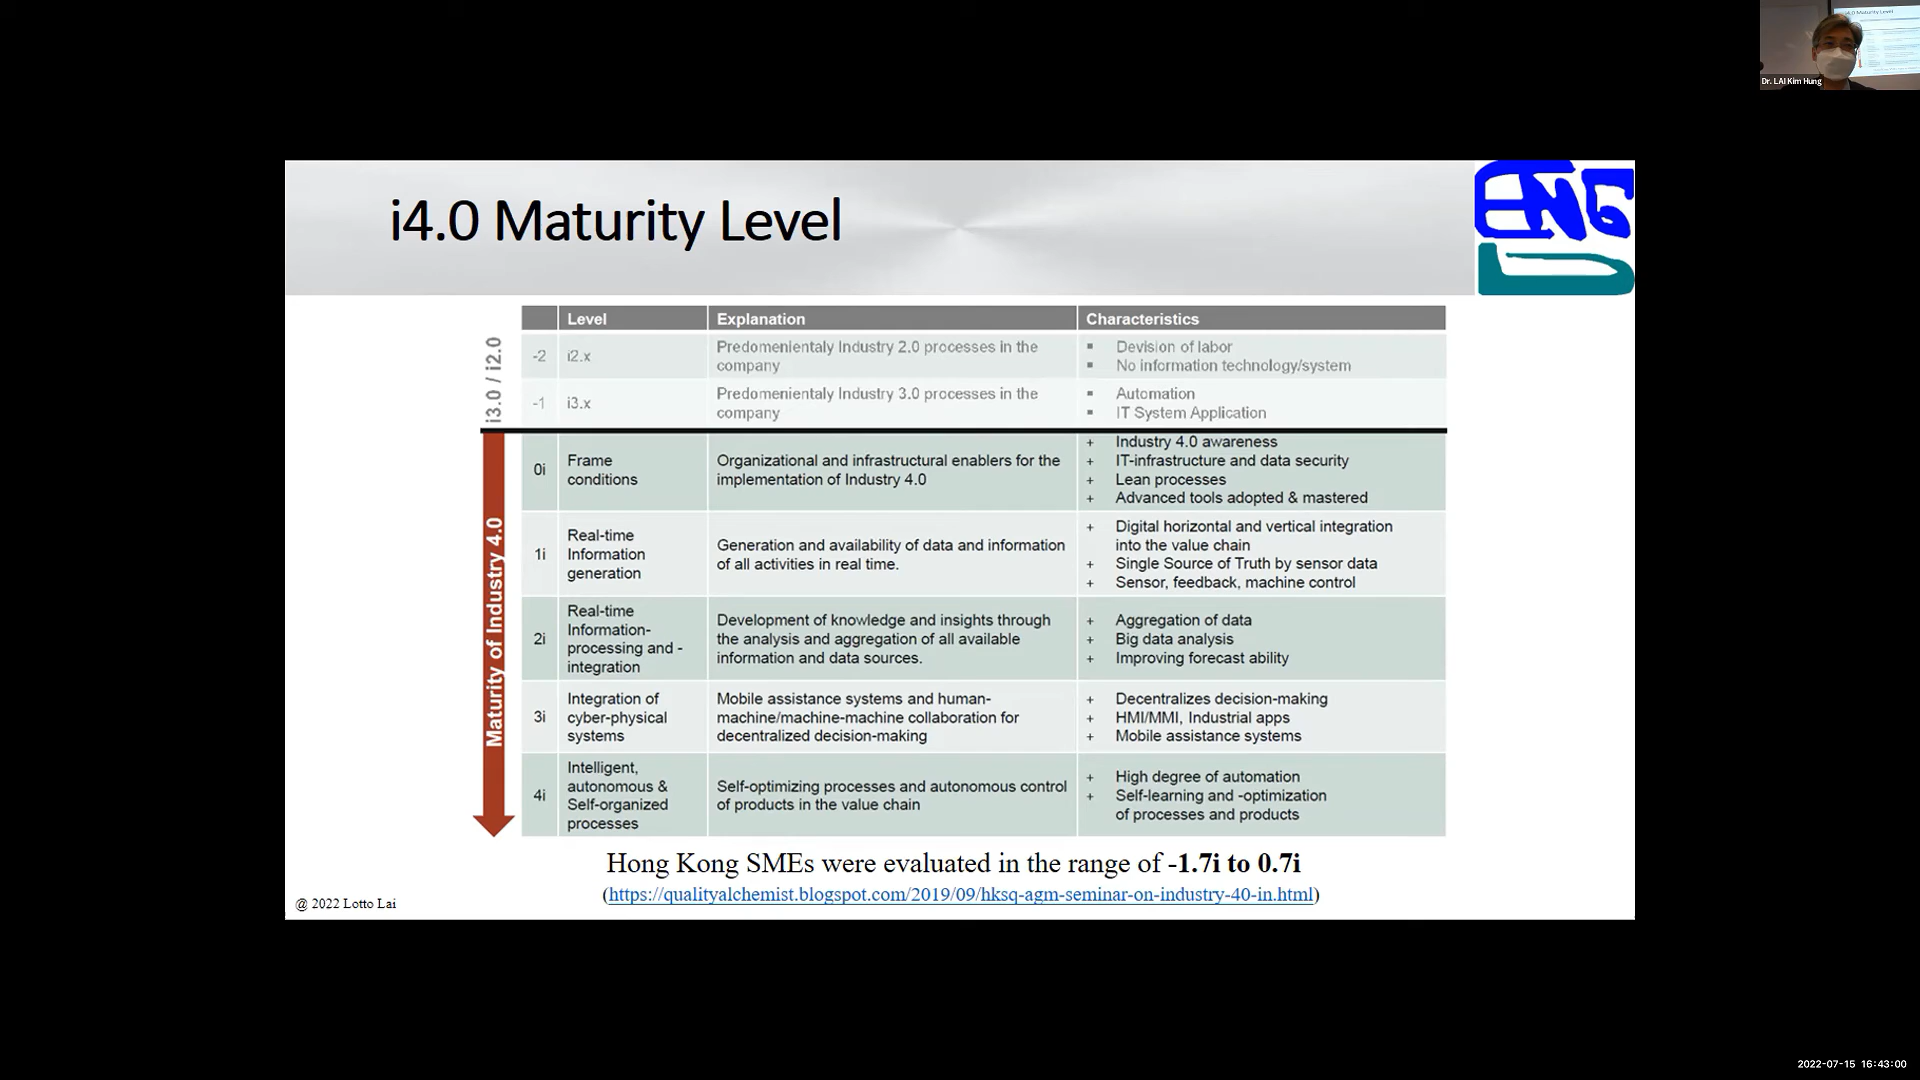 i4.0 Maturity Level
Dr. LAI Kim Hung
i4.0 Maturity Level
ENG
i3.0 / i2.0
Maturity of Industry 4.0
Level Explanation Characteristics
-2 i2.x Predomenientaly Industry 2.0 processes in the
company
▪ Devision of labor
▪ No information technology/system
-1 i3.x Predomenientaly Industry 3.0 processes in the
company
▪ Automation
▪ IT System Application
0i Frame
conditions
Organizational and infrastructural enablers for the
implementation of Industry 4.0
+ Industry 4.0 awareness
+ IT-infrastructure and data security
+ Lean processes
+ Advanced tools adopted & mastered
1i Real-time
Information
generation
Generation and availability of data and information
of all activities in real time.
+ Digital horizontal and vertical integration
into the value chain
+ Single Source of Truth by sensor data
+ Sensor, feedback, machine control
2i Real-time
Information-
processing and -
integration
Development of knowledge and insights through
the analysis and aggregation of all available
information and data sources.
+ Aggregation of data
+ Big data analysis
+ Improving forecast ability
3i Integration of
cyber-physical
systems
Mobile assistance systems and human-
machine/machine-machine collaboration for
decentralized decision-making
+ Decentralizes decision-making
+ HMI/MMI, Industrial apps
+ Mobile assistance systems
4i Intelligent,
autonomous &
Self-organized
processes
Self-optimizing processes and autonomous control
of products in the value chain
+ High degree of automation
+ Self-learning and -optimization
of processes and products
Hong Kong SMEs were evaluated in the range of -1.7i to 0.7i
(https://qualityalchemist.blogspot.com/2019/09/hksq-agm-seminar-on-industry-40-in.html)
@ 2022 Lotto Lai
2022-07-15 16:43:00